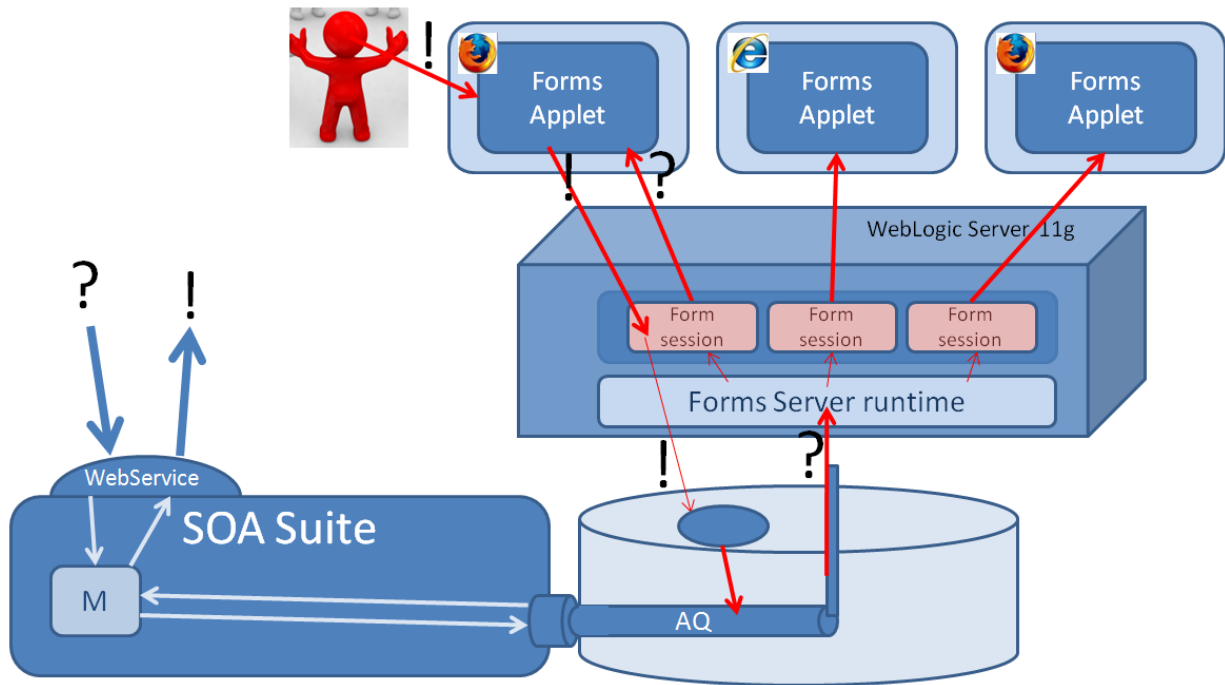 !
Forms
Applet
Forms
Applet
Forms
Applet
!
?
WebLogic Server 11g
?
!
Form
session
Form
session
Form
session
Forms Server runtime
!
?
WebService
SOA Suite
M
AQ